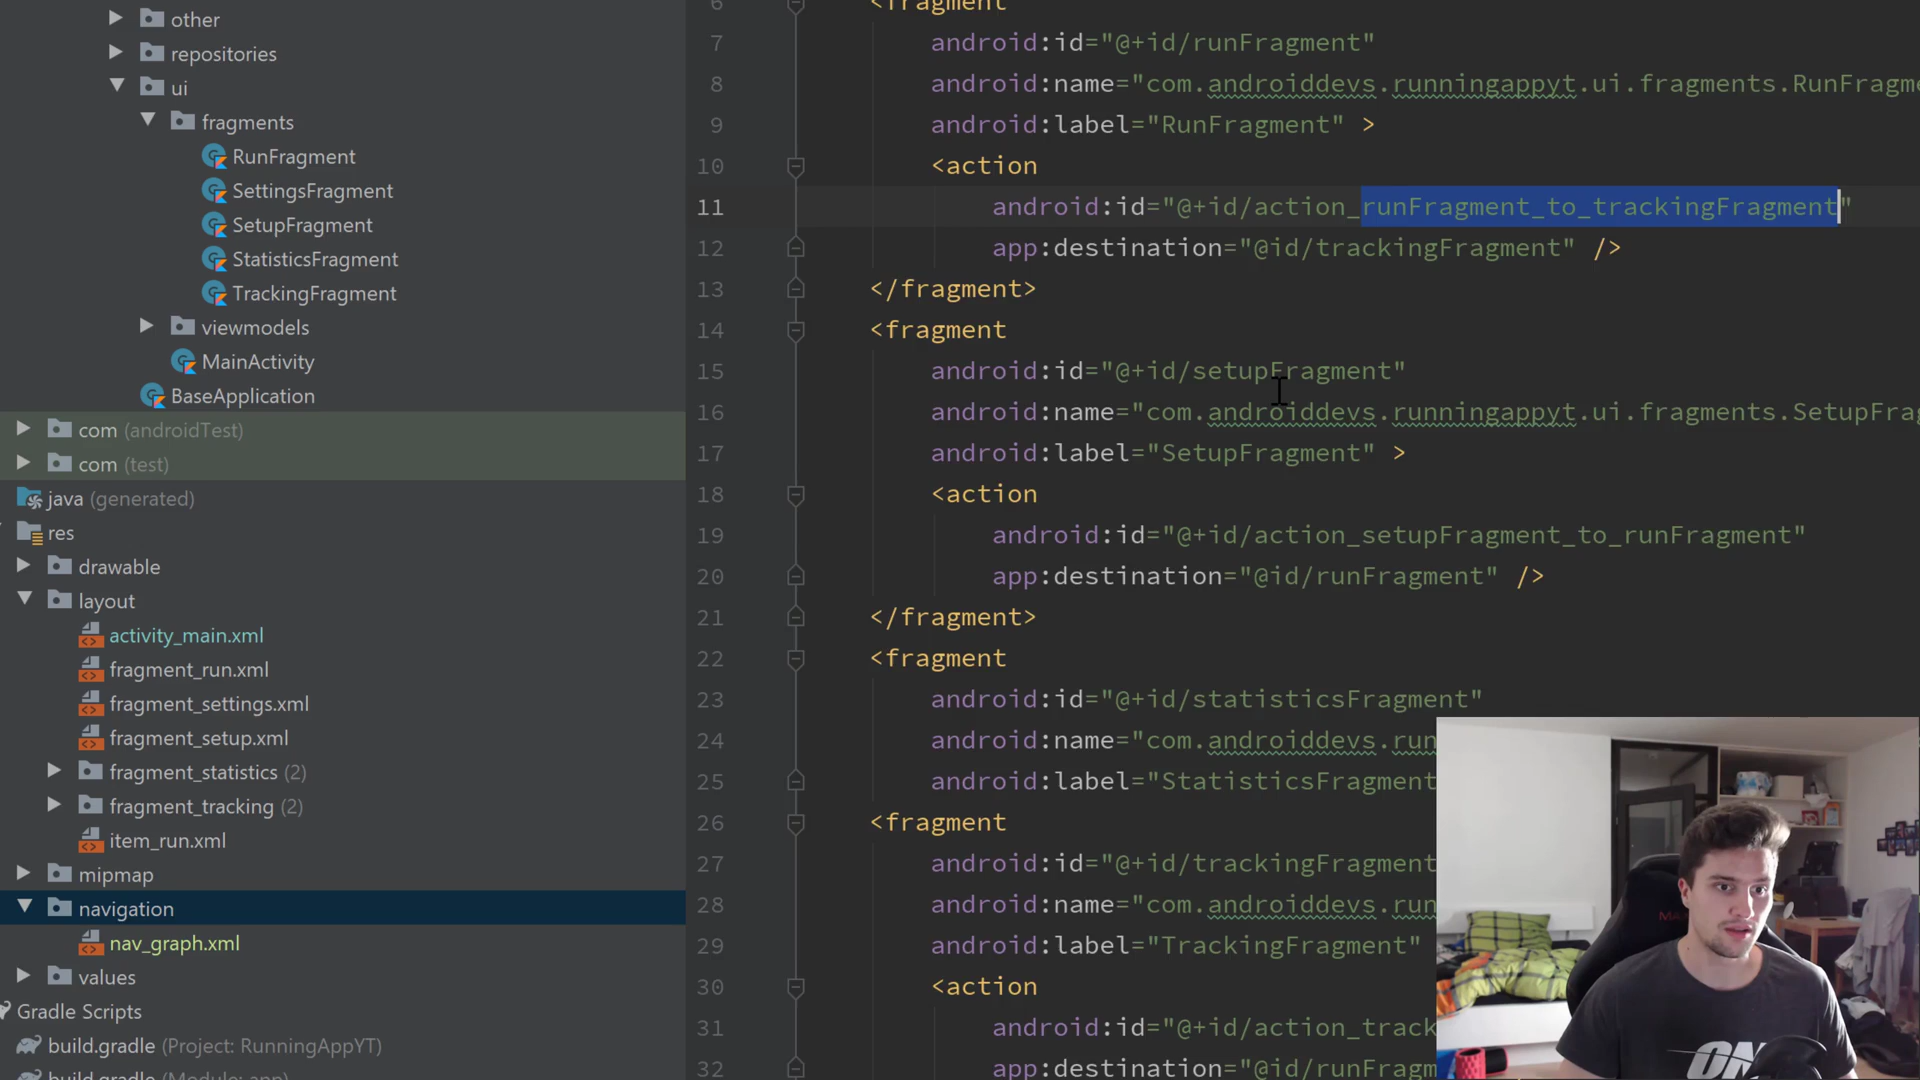 other
repositories
ui
fragments
RunFragment
SettingsFragment
SetupFragment
StatisticsFragment
TrackingFragment
viewmodels
MainActivity
BaseApplication
com (androidTest)
com (test)
java (generated)
res
drawable
layout
activity_main.xml
fragment_run.xml
fragment_settings.xml
fragment_setup.xml
fragment_statistics (2)
fragment_tracking (2)
item_run.xml
mipmap
navigation
nav_graph.xml
values
Gradle Scripts
build.gradle (Project: RunningAppYT)
build.gradle (Module: app)
6 <fragment
7 android:id="@+id/runFragment"
8 android:name="com.androiddevs.runningappyt.ui.fragments.RunFragme
9 android:label="RunFragment" >
10 <action
11 android:id="@+id/action_runFragment_to_trackingFragment"
12 app:destination="@id/trackingFragment" />
13 </fragment>
14 <fragment
15 android:id="@+id/setupFragment"
16 android:name="com.androiddevs.runningappyt.ui.fragments.SetupFrag
17 android:label="SetupFragment" >
18 <action
19 android:id="@+id/action_setupFragment_to_runFragment"
20 app:destination="@id/runFragment" />
21 </fragment>
22 <fragment
23 android:id="@+id/statisticsFragment"
24 android:name="com.androiddevs.run
25 android:label="StatisticsFragment
26 <fragment
27 android:id="@+id/trackingFragment
28 android:name="com.androiddevs.run
29 android:label="TrackingFragment"
30 <action
31 android:id="@+id/action_track
32 app:destination="@id/runFragm
ON